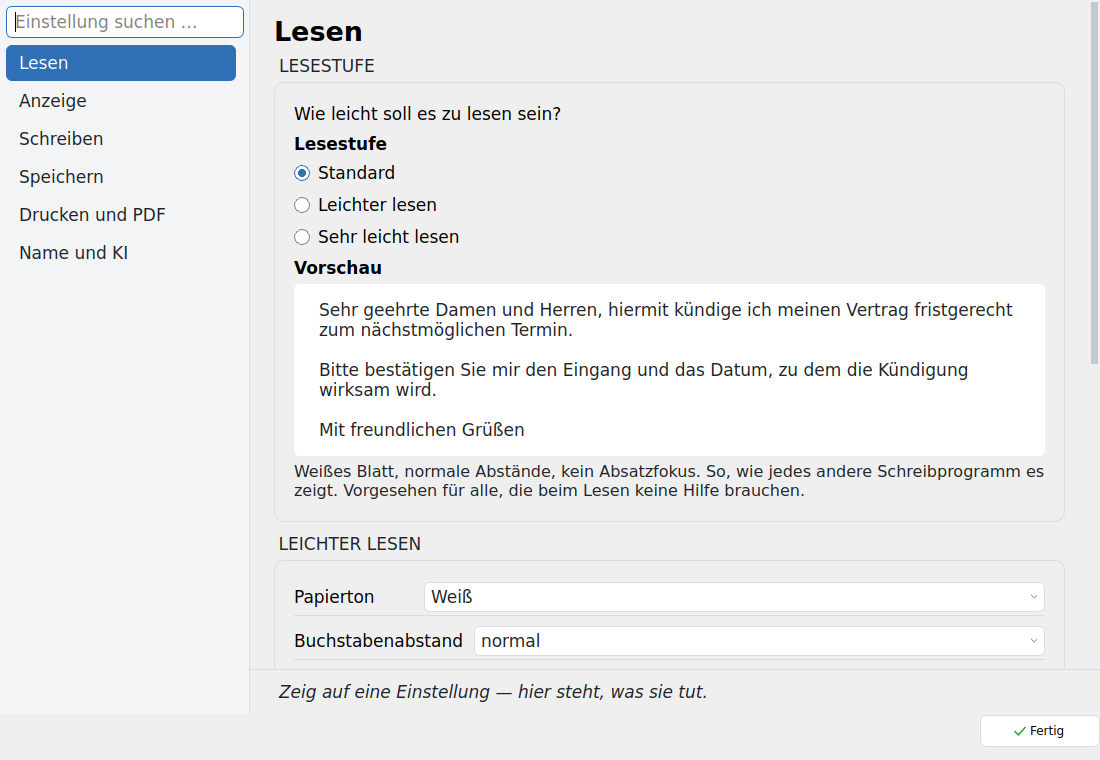 Einstellung suchen ...
Lesen
Anzeige
Schreiben
Speichern
Drucken und PDF
Name und KI
Lesen
LESESTUFE
Wie leicht soll es zu lesen sein?
Lesestufe
Standard
Leichter lesen
Sehr leicht lesen
Vorschau
Sehr geehrte Damen und Herren, hiermit kündige ich meinen Vertrag fristgerecht
zum nächstmöglichen Termin.
Bitte bestätigen Sie mir den Eingang und das Datum, zu dem die Kündigung
wirksam wird.
Mit freundlichen Grüßen
Weißes Blatt, normale Abstände, kein Absatzfokus. So, wie jedes andere Schreibprogramm es
zeigt. Vorgesehen für alle, die beim Lesen keine Hilfe brauchen.
LEICHTER LESEN
Papierton Weiß
Buchstabenabstand normal
Zeig auf eine Einstellung — hier steht, was sie tut.
Fertig